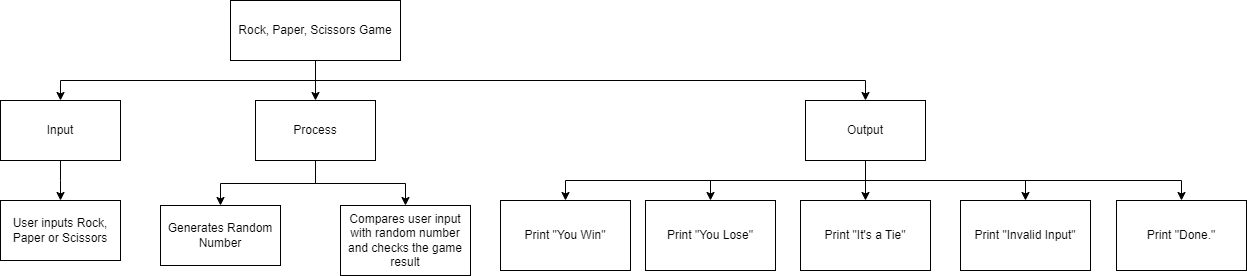 Rock, Paper, Scissors Game
Input
Process
Output
User inputs Rock,
Paper or Scissors
Generates Random
Number
Compares user input
with random number
and checks the game
result
Print "You Win"
Print "You Lose"
Print "It's a Tie"
Print "Invalid Input"
Print "Done."